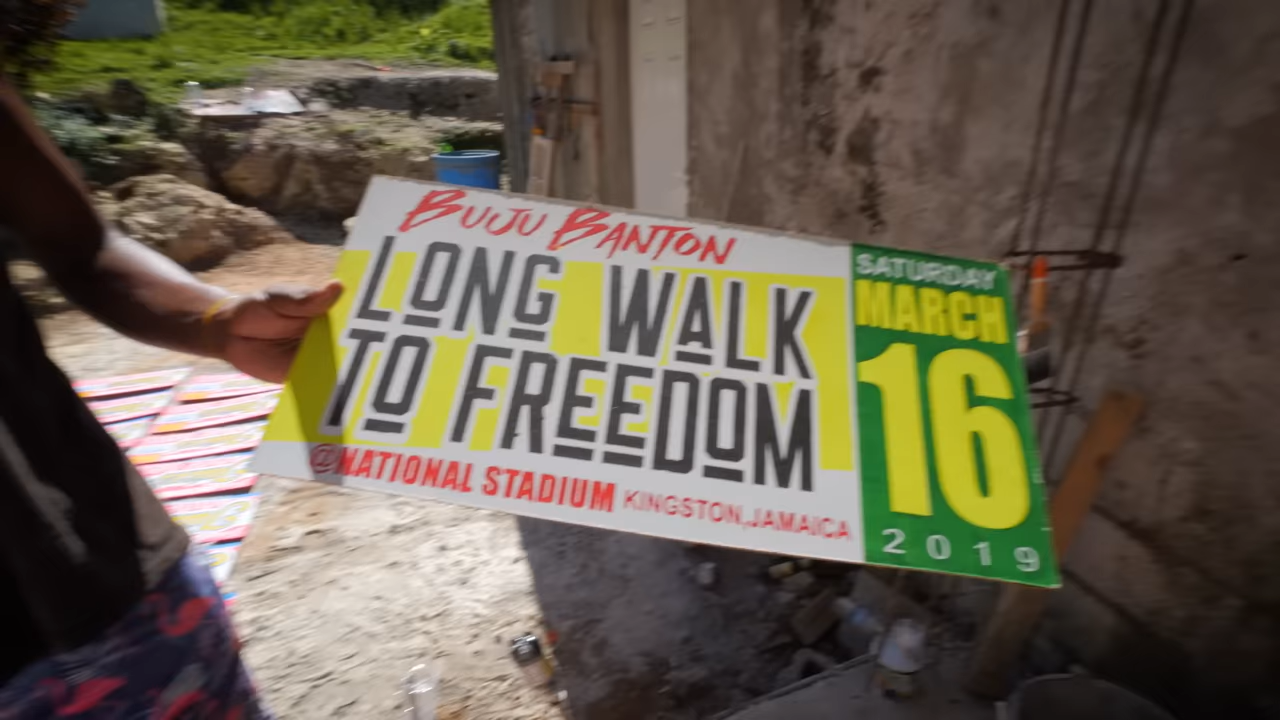 BUJU BANTON
LONG WALK
TO FREEDOM
@NATIONAL STADIUM KINGSTON, JAMAICA
SATURDAY
MARCH
16
2019